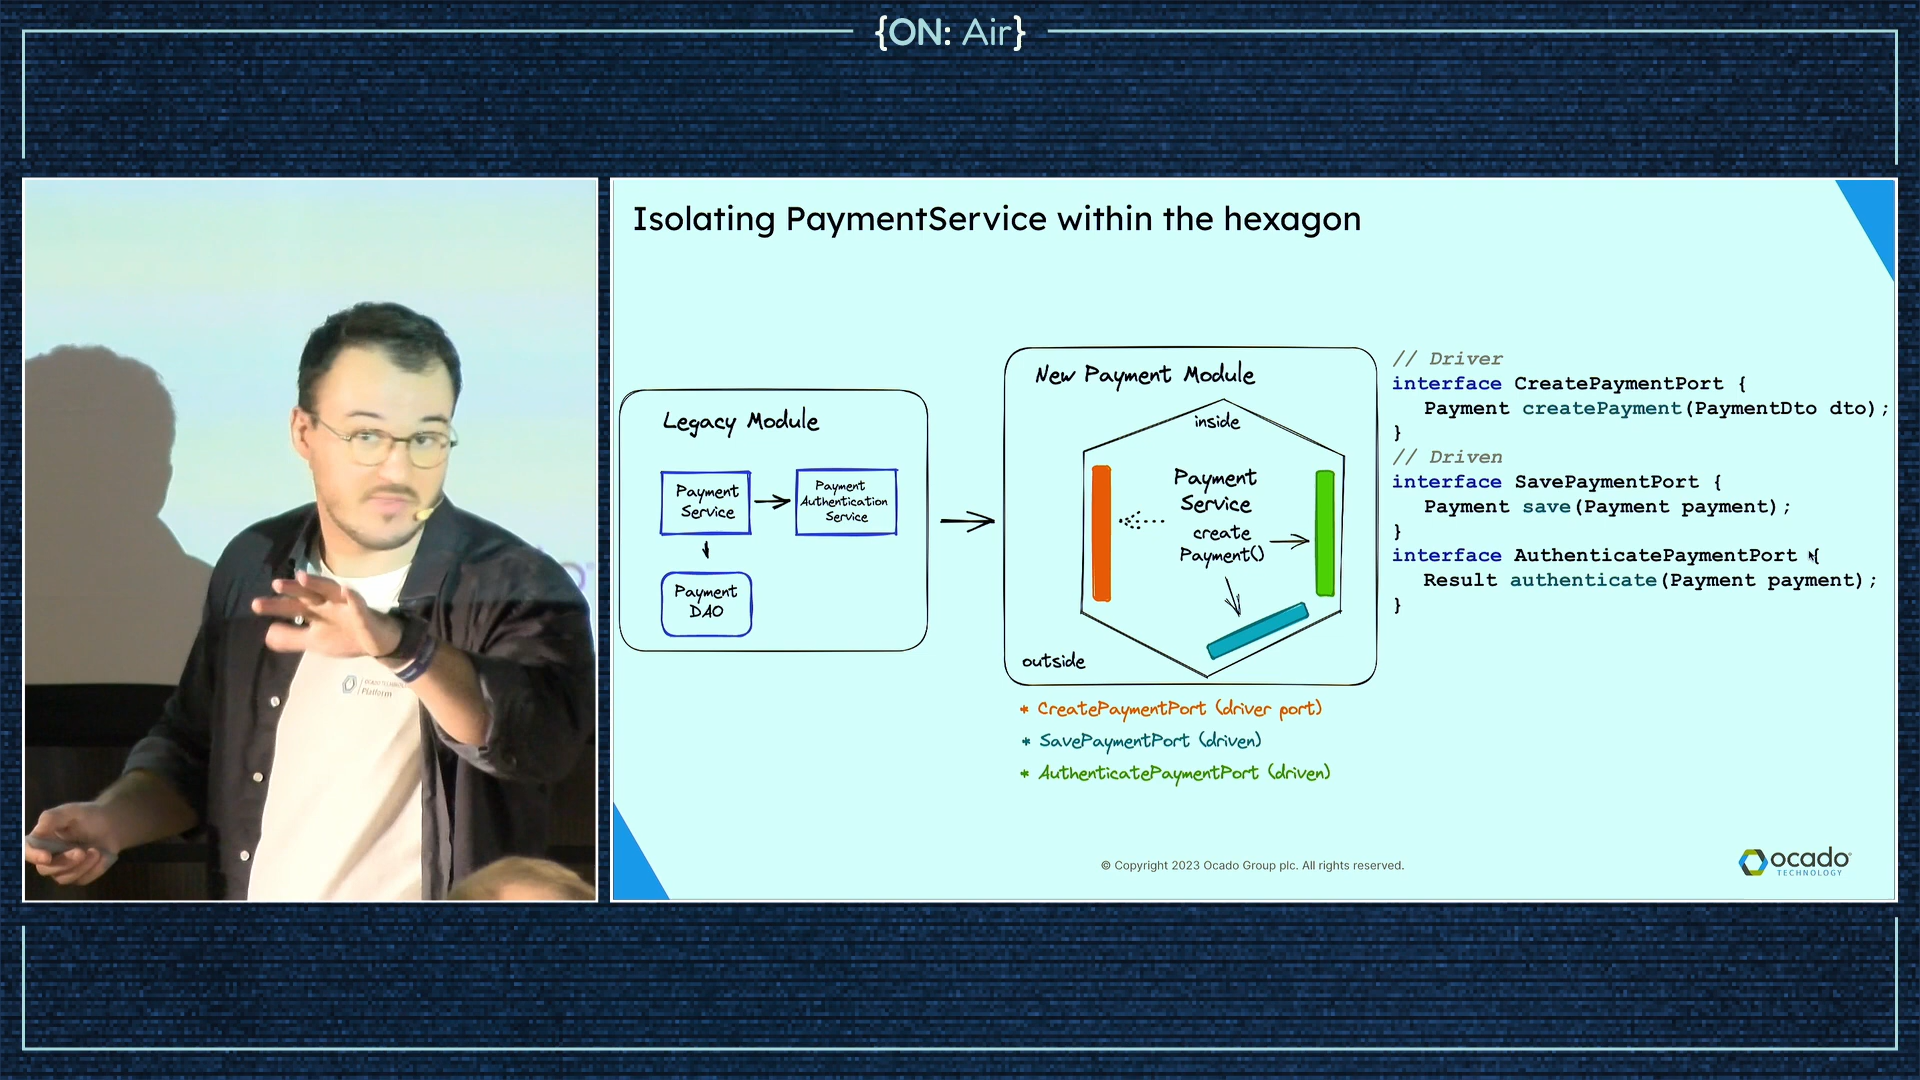 {ON: Air}
Isolating PaymentService within the hexagon
Legacy Module
Payment
Service
Payment
Authentication
Service
Payment
DAO
New Payment Module
inside
Payment
Service
create
Payment()
outside
* CreatePaymentPort (driver port)
* SavePaymentPort (driven)
* AuthenticatePaymentPort (driven)
// Driver
interface CreatePaymentPort {
Payment createPayment(PaymentDto dto);
}
// Driven
interface SavePaymentPort {
Payment save(Payment payment);
}
interface AuthenticatePaymentPort {
Result authenticate(Payment payment);
}
© Copyright 2023 Ocado Group plc. All rights reserved.
ocado
TECHNOLOGY
Platform